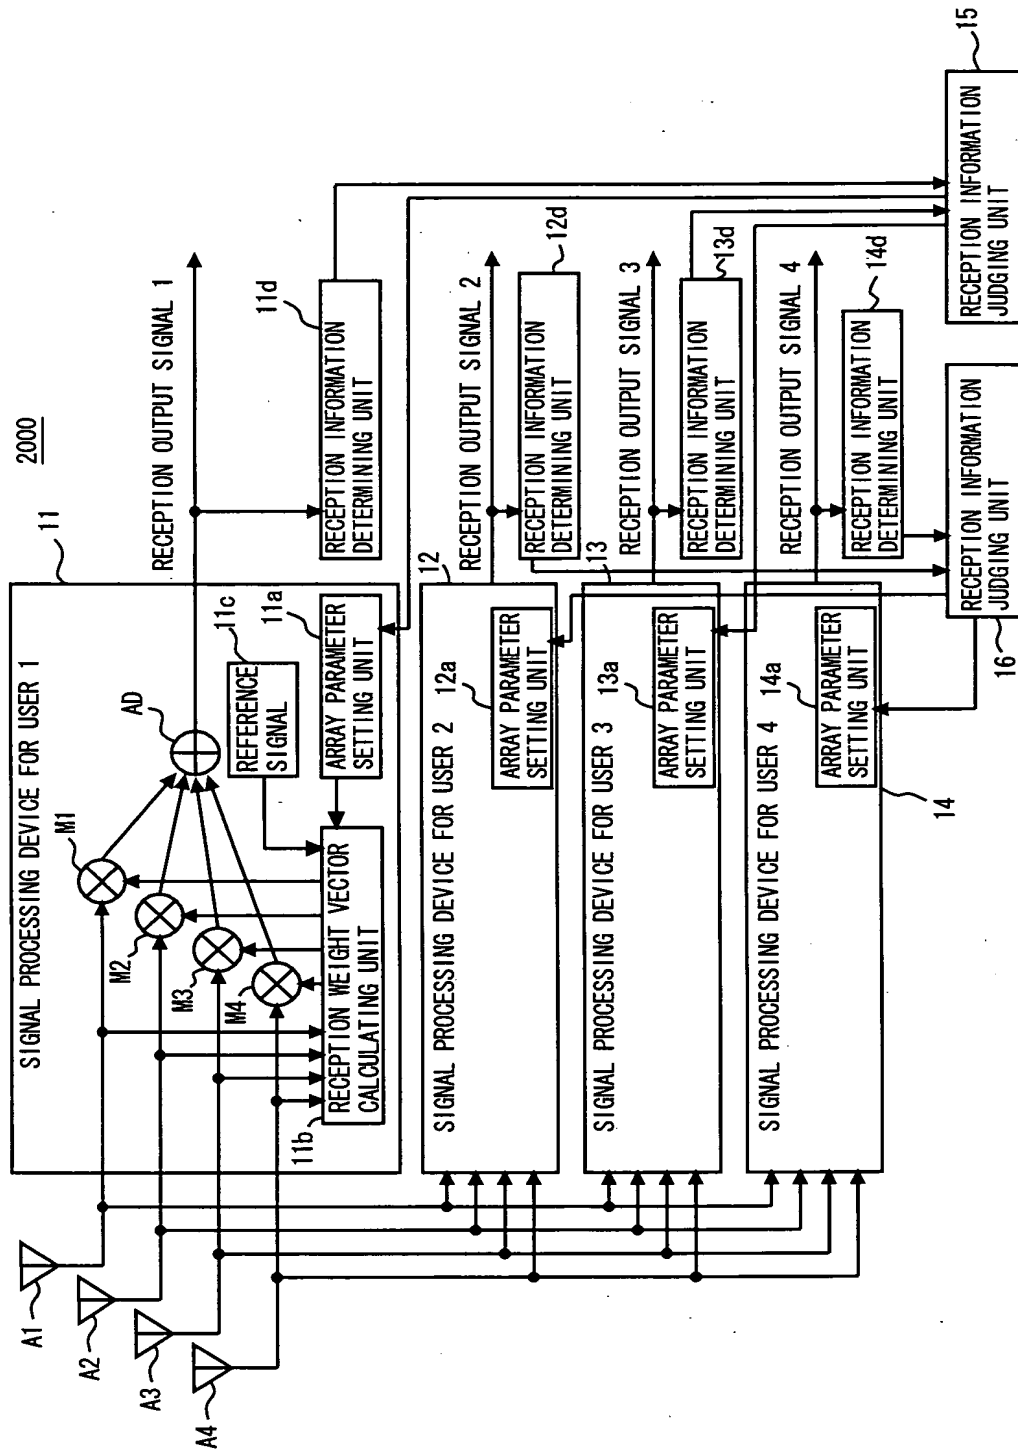 2000
SIGNAL PROCESSING DEVICE FOR USER 1
11
A1
A2
A3
A4
M1
M2
M3
M4
AD
REFERENCE
SIGNAL
11c
ARRAY PARAMETER
SETTING UNIT
11a
RECEPTION WEIGHT VECTOR
CALCULATING UNIT
11b
RECEPTION OUTPUT SIGNAL 1
RECEPTION INFORMATION
DETERMINING UNIT
11d
SIGNAL PROCESSING DEVICE FOR USER 2
12
ARRAY PARAMETER
SETTING UNIT
12a
RECEPTION OUTPUT SIGNAL 2
RECEPTION INFORMATION
DETERMINING UNIT
12d
SIGNAL PROCESSING DEVICE FOR USER 3
13
ARRAY PARAMETER
SETTING UNIT
13a
RECEPTION OUTPUT SIGNAL 3
RECEPTION INFORMATION
DETERMINING UNIT
13d
SIGNAL PROCESSING DEVICE FOR USER 4
14
ARRAY PARAMETER
SETTING UNIT
14a
RECEPTION OUTPUT SIGNAL 4
RECEPTION INFORMATION
DETERMINING UNIT
14d
RECEPTION INFORMATION
JUDGING UNIT
16
RECEPTION INFORMATION
JUDGING UNIT
15